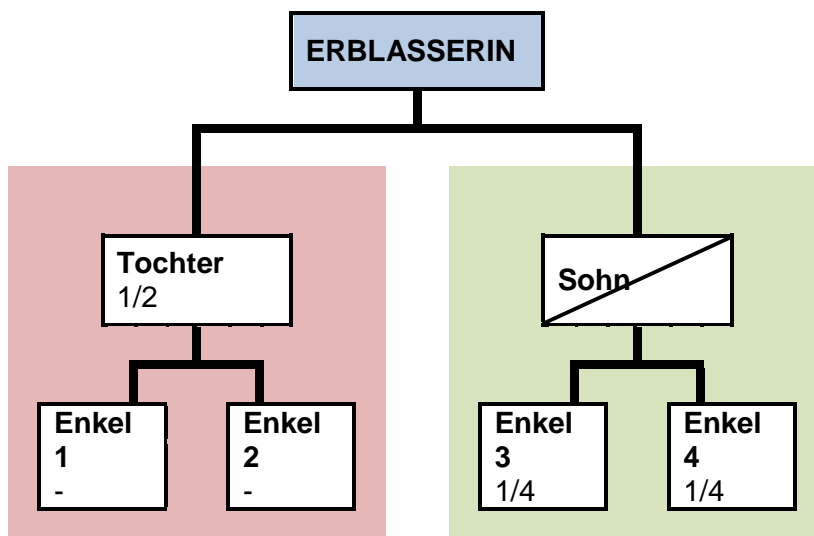 ERBLASSERIN
Tochter
1/2
Sohn
Enkel
1
-
Enkel
2
-
Enkel
3
1/4
Enkel
4
1/4